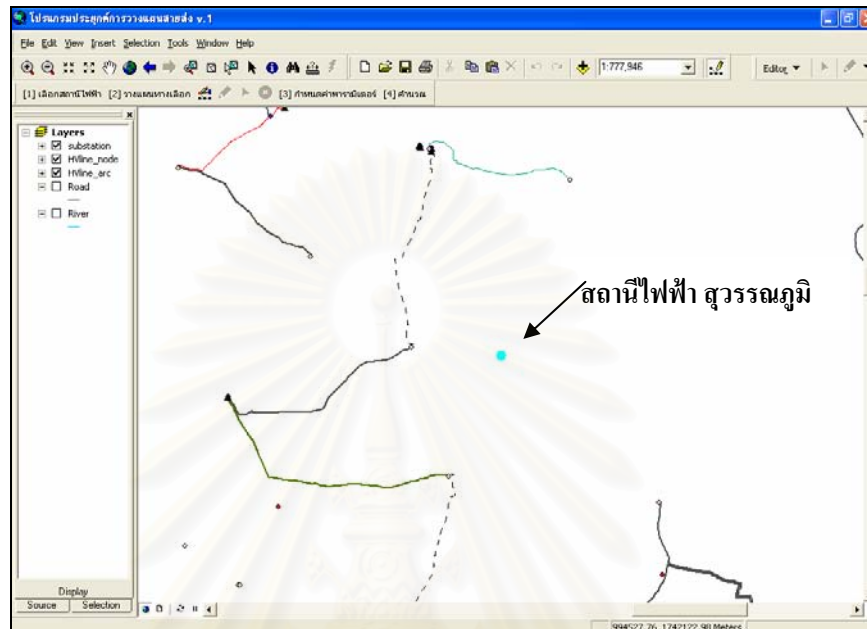 โปรแกรมประยุกต์การวางแผนสายส่ง v.1
File Edit View Insert Selection Tools Window Help
1:777,946
Editor
[1] เลือกสถานีไฟฟ้า [2] วางแผนทางเลือก [3] กำหนดค่าพารามิเตอร์ [4] คำนวณ
Layers
substation
HVline_node
HVline_arc
Road
River
สถานีไฟฟ้า สุวรรณภูมิ
Display
Source Selection
994527.76 1742122.98 Meters